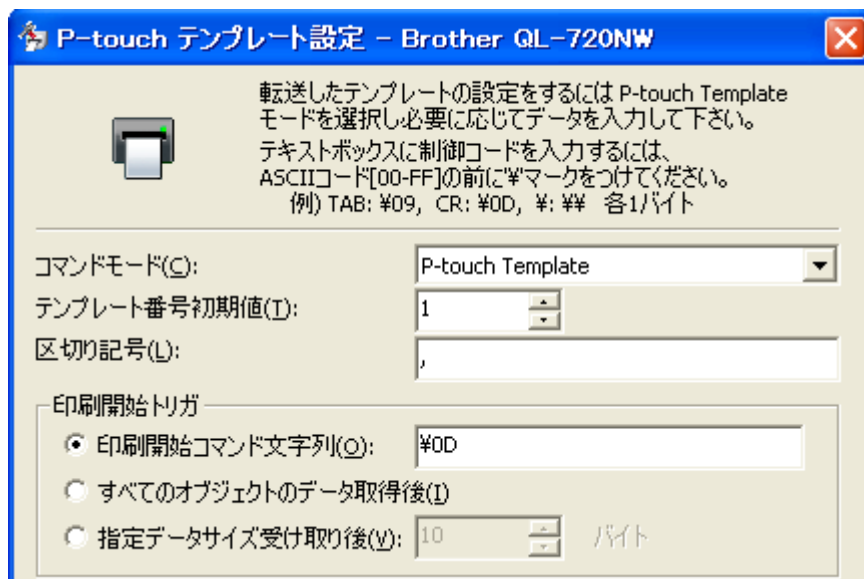 P-touch テンプレート設定 - Brother QL-720NW
転送したテンプレートの設定をするには P-touch Template
モードを選択し必要に応じてデータを入力して下さい。
テキストボックスに制御コードを入力するには、
ASCIIコード[00-FF]の前に'¥'マークをつけてください。
例) TAB: ¥09, CR: ¥0D, ¥: ¥¥ 各1バイト
コマンドモード(C): P-touch Template
テンプレート番号初期値(T): 1
区切り記号(L): ,
印刷開始トリガ
印刷開始コマンド文字列(O): ¥0D
すべてのオブジェクトのデータ取得後(I)
指定データサイズ受け取り後(V): 10 バイト